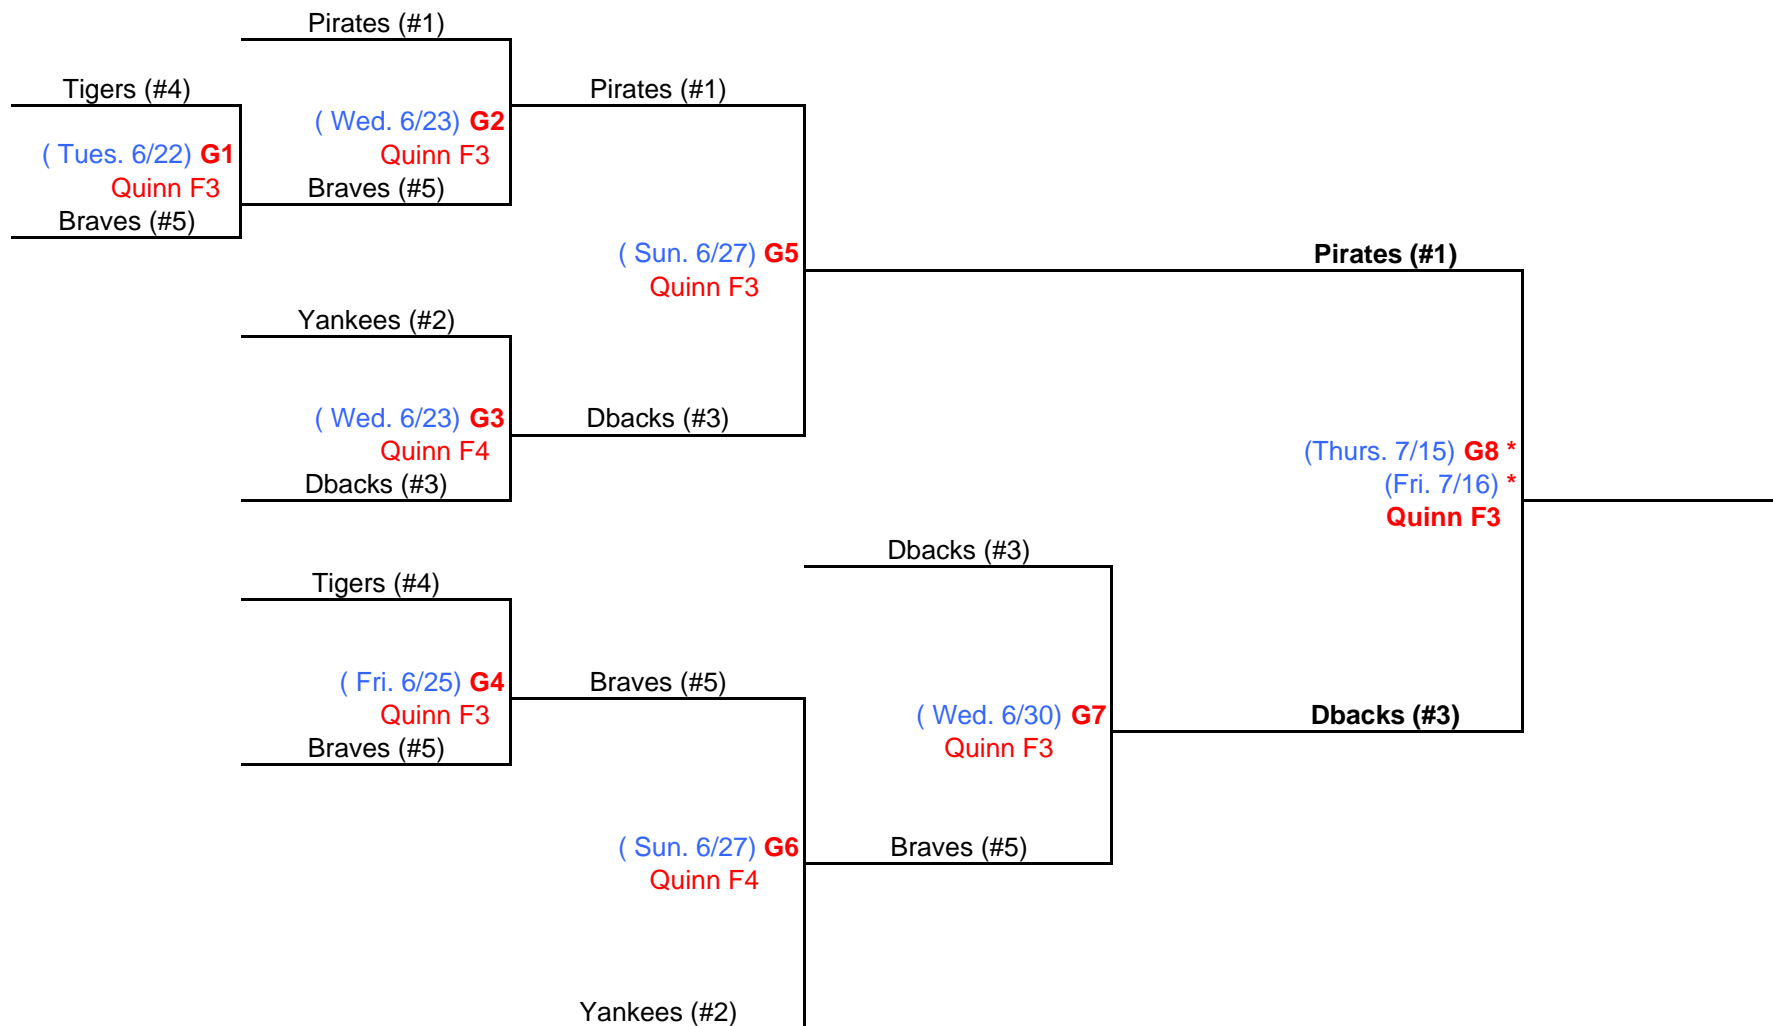 Pirates (#1)
Tigers (#4)
Pirates (#1)
( Wed. 6/23) G2
( Tues. 6/22) G1
Quinn F3
Quinn F3
Braves (#5)
Braves (#5)
( Sun. 6/27) G5
Pirates (#1)
Quinn F3
Yankees (#2)
( Wed. 6/23) G3
Dbacks (#3)
Quinn F4
(Thurs. 7/15) G8 *
Dbacks (#3)
(Fri. 7/16) *
Quinn F3
Dbacks (#3)
Tigers (#4)
( Fri. 6/25) G4
Braves (#5)
Quinn F3
( Wed. 6/30) G7
Dbacks (#3)
Braves (#5)
Quinn F3
( Sun. 6/27) G6
Braves (#5)
Quinn F4
Yankees (#2)